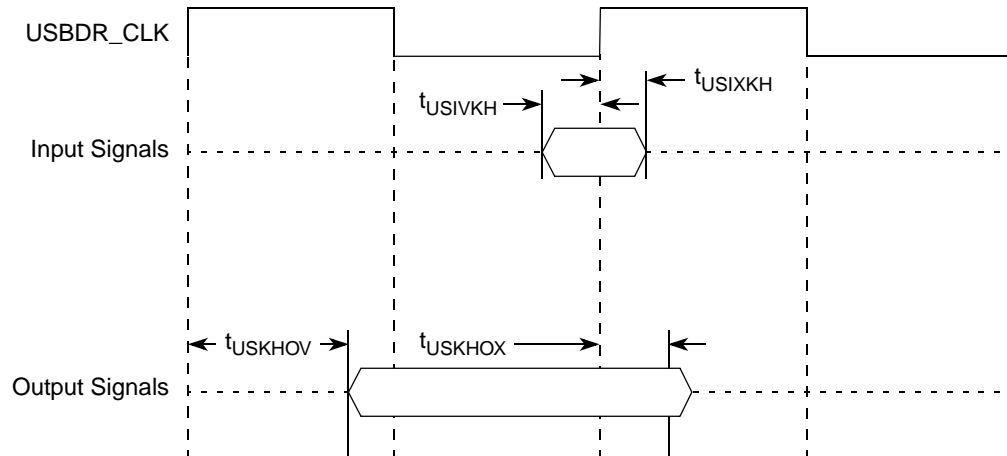 USBDR_CLK
tUSIXKH
tUSIVKH
Input Signals
tUSKHOV
tUSKHOX
Output Signals